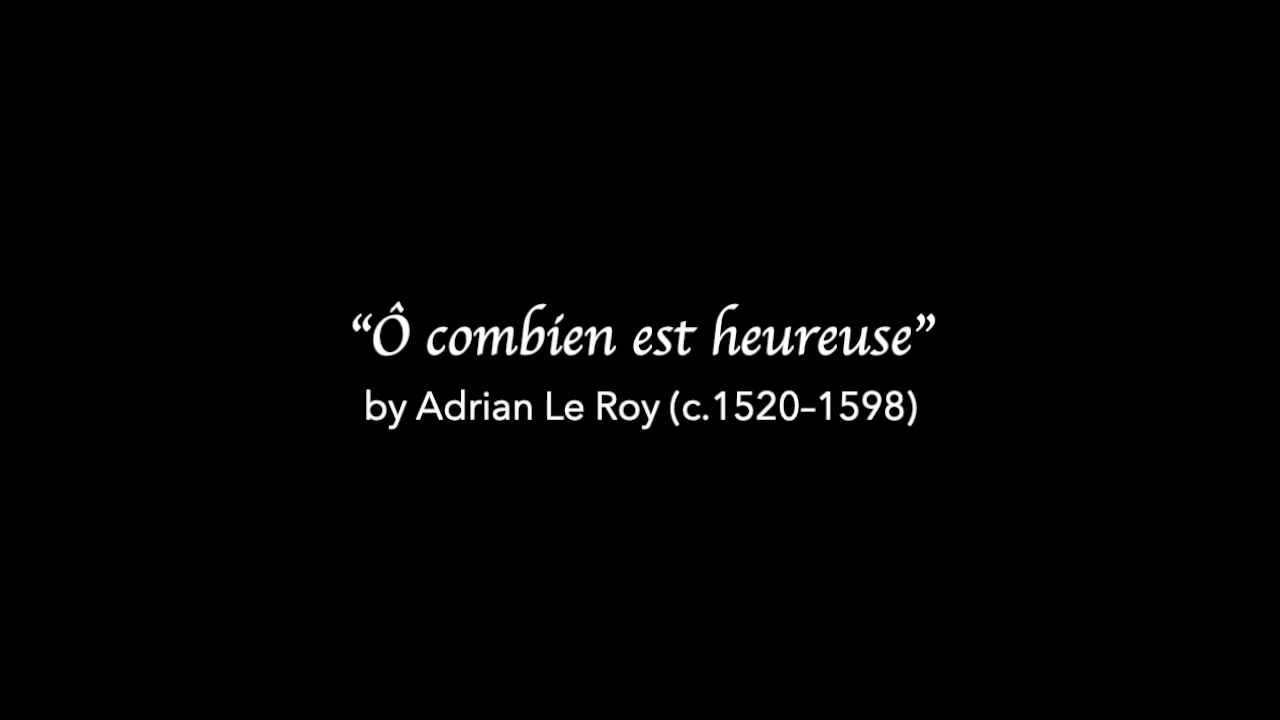 “Ô combien est heureuse”
by Adrian Le Roy (c.1520–1598)